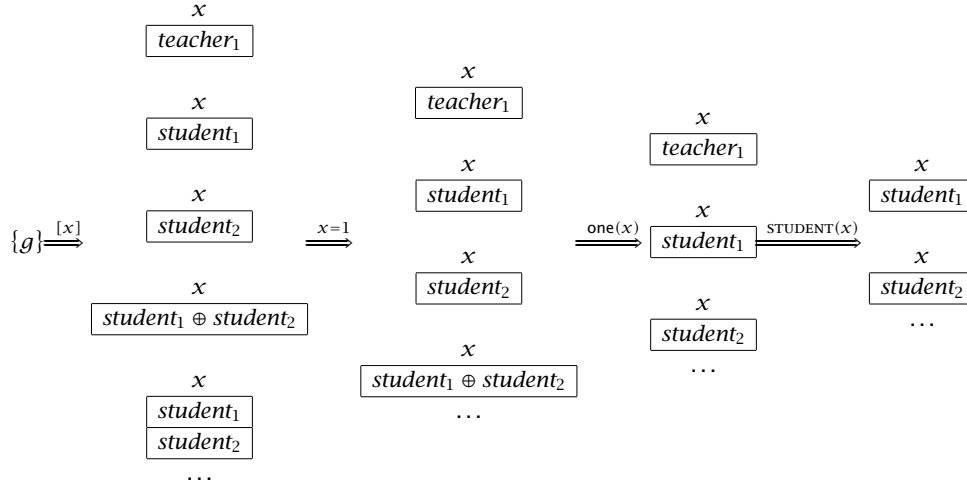 {g}
[x]
x
teacher₁
x
student₁
x
student₂
x
student₁ ⊕ student₂
x
student₁
student₂
...
x=1
x
teacher₁
x
student₁
x
student₂
x
student₁ ⊕ student₂
...
one(x)
x
teacher₁
x
student₁
x
student₂
...
STUDENT(x)
x
student₁
x
student₂
...